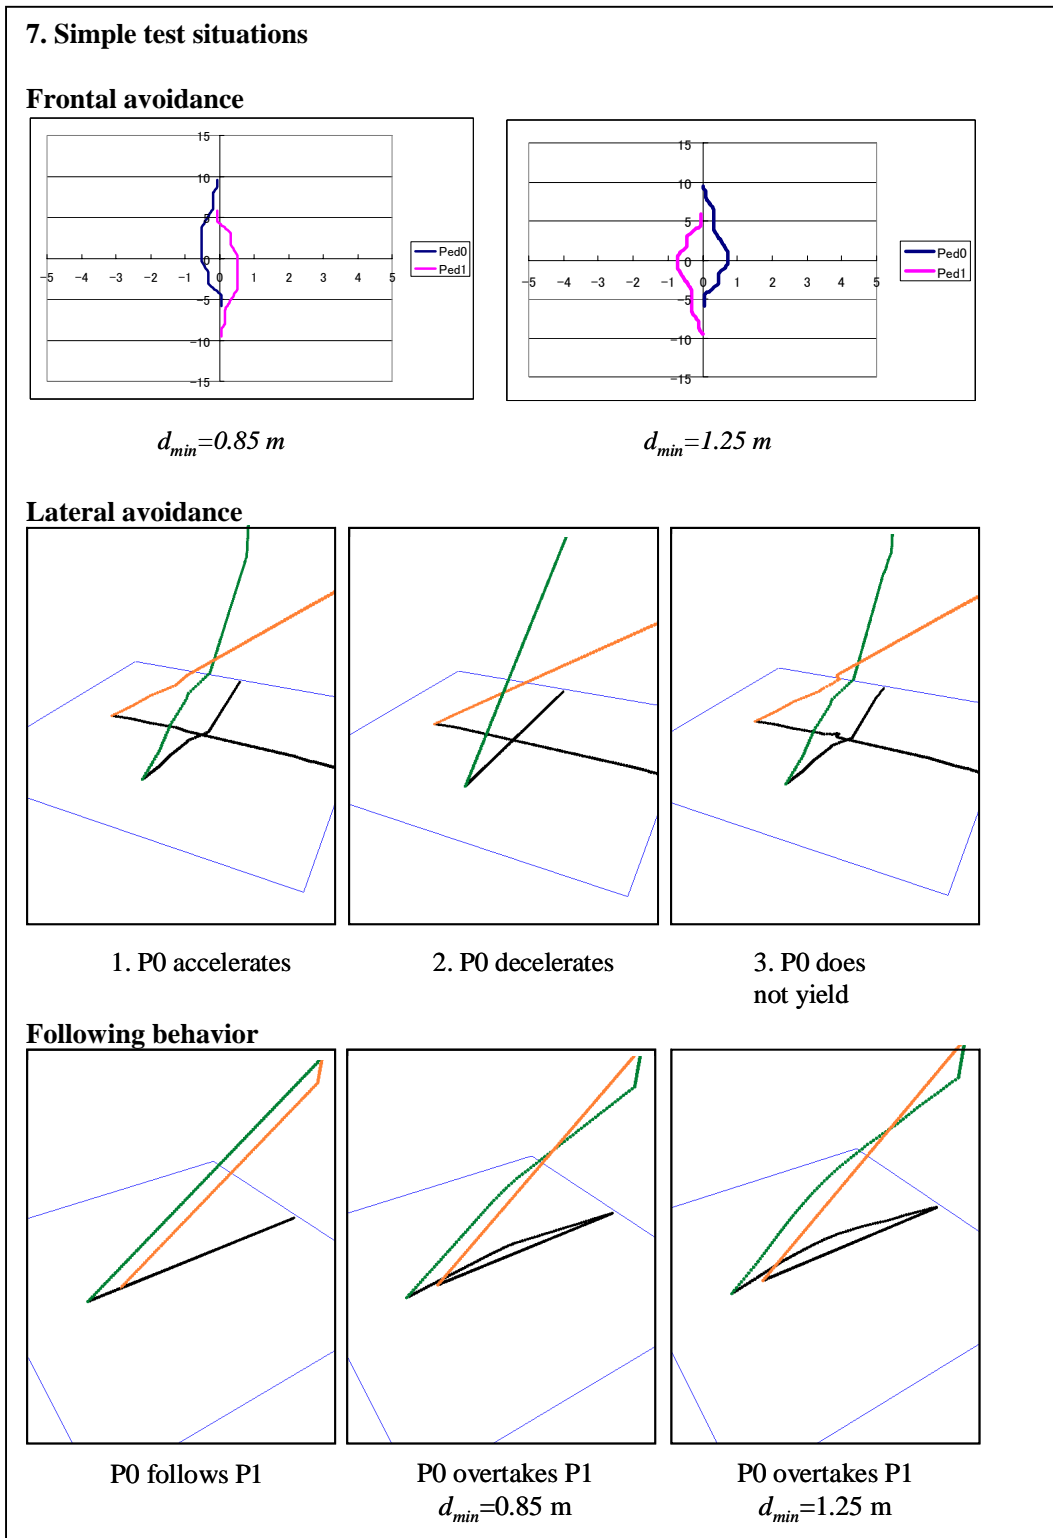 7. Simple test situations
Frontal avoidance
15
10
5
0
-5
-10
-15
-5 -4 -3 -2 -1 0 1 2 3 4 5
Ped0
Ped1
15
10
5
0
-5
-10
-15
-5 -4 -3 -2 -1 0 1 2 3 4 5
Ped0
Ped1
d_min=0.85 m
d_min=1.25 m
Lateral avoidance
1. P0 accelerates
2. P0 decelerates
3. P0 does
not yield
Following behavior
P0 follows P1
P0 overtakes P1
d_min=0.85 m
P0 overtakes P1
d_min=1.25 m